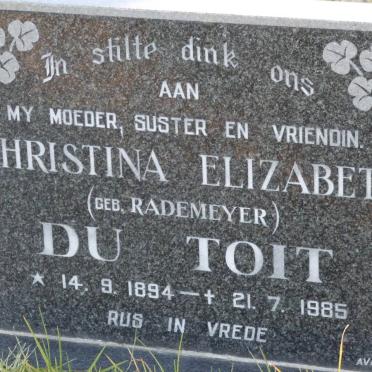 In stilte dink ons
AAN
MY MOEDER, SUSTER EN VRIENDIN.
HRISTINA ELIZABET
(GEB. RADEMEYER)
DU TOIT
* 14. 9. 1894 — † 21. 7. 1985
RUS IN VREDE